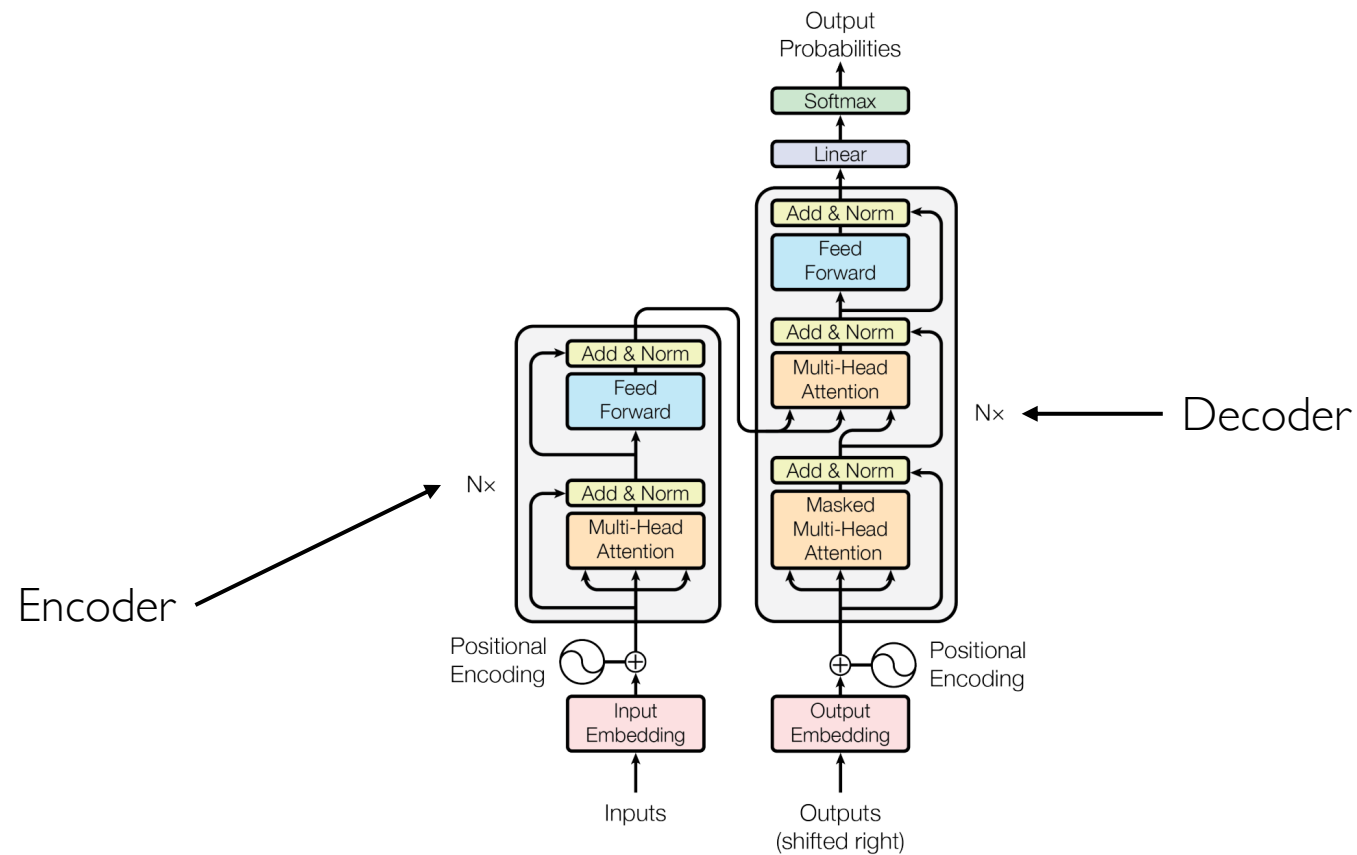 Output
Probabilities
Softmax
Linear
Add & Norm
Feed
Forward
Add & Norm
Multi-Head
Attention
Add & Norm
Masked
Multi-Head
Attention
Nx
Decoder
Add & Norm
Feed
Forward
Add & Norm
Multi-Head
Attention
Nx
Encoder
Positional
Encoding
Positional
Encoding
Input
Embedding
Output
Embedding
Inputs
Outputs
(shifted right)